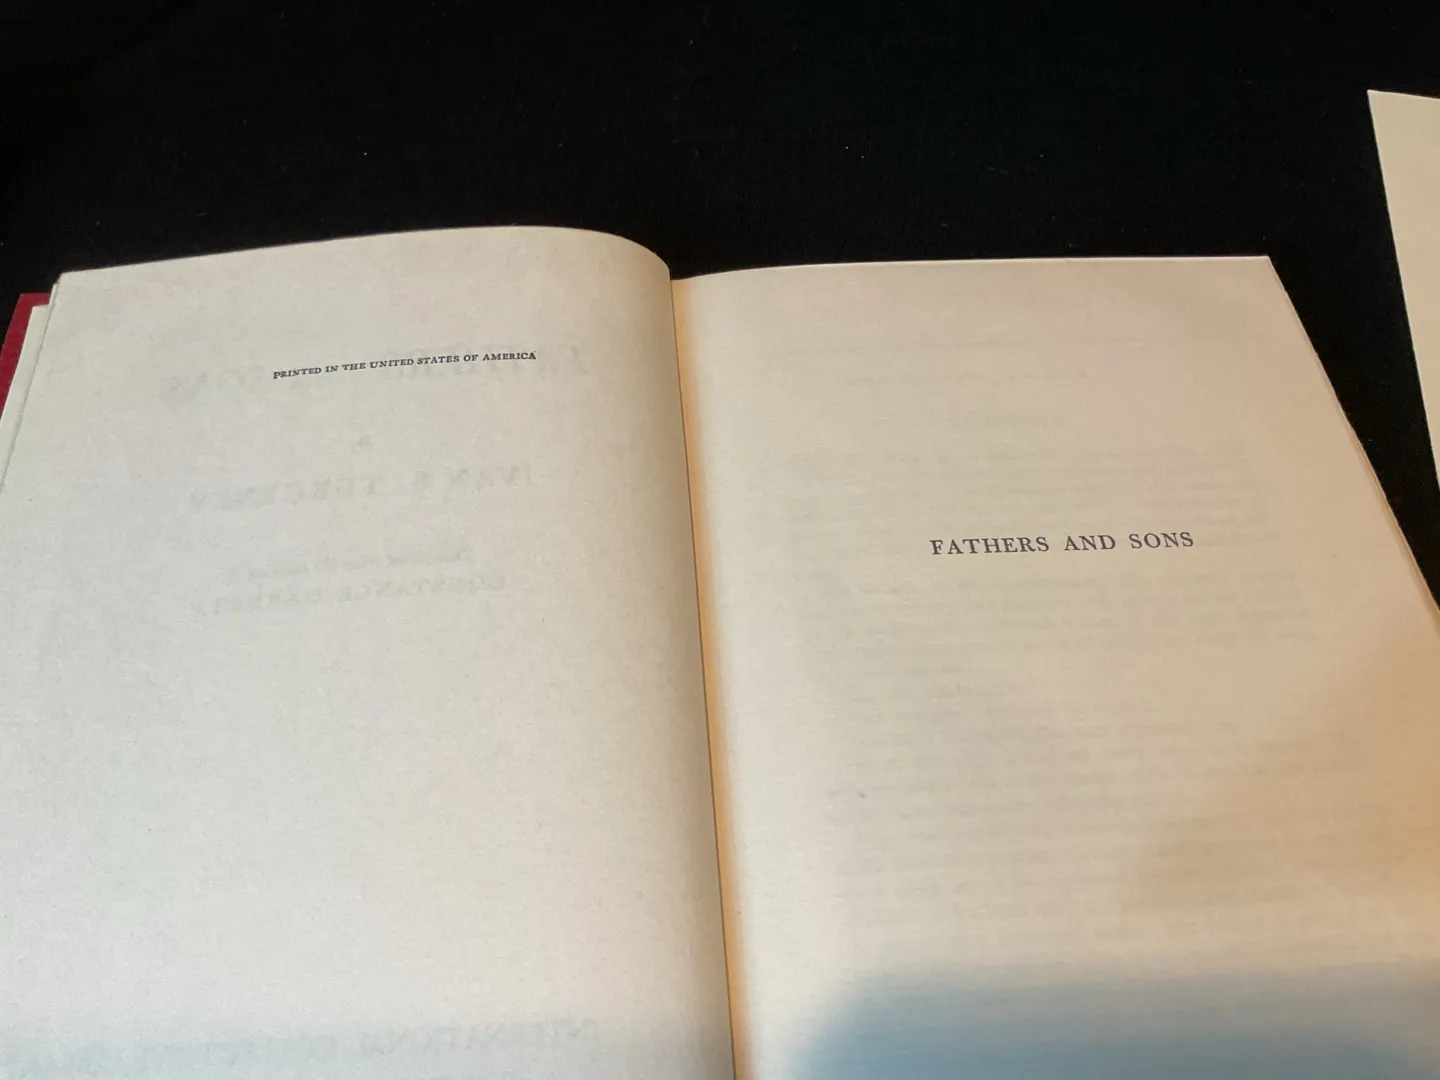 PRINTED IN THE UNITED STATES OF AMERICA
FATHERS AND SONS